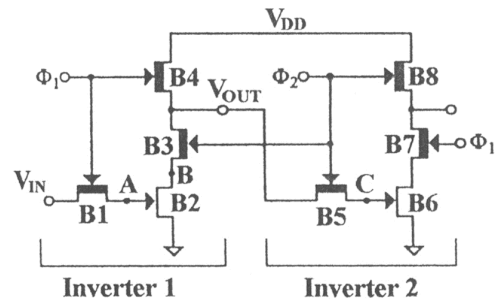 V_DD
Φ₁ B4 V_OUT Φ₂ B8
B3 B7 Φ₁
V_IN A B C
B1 B2 B5 B6
Inverter 1 Inverter 2